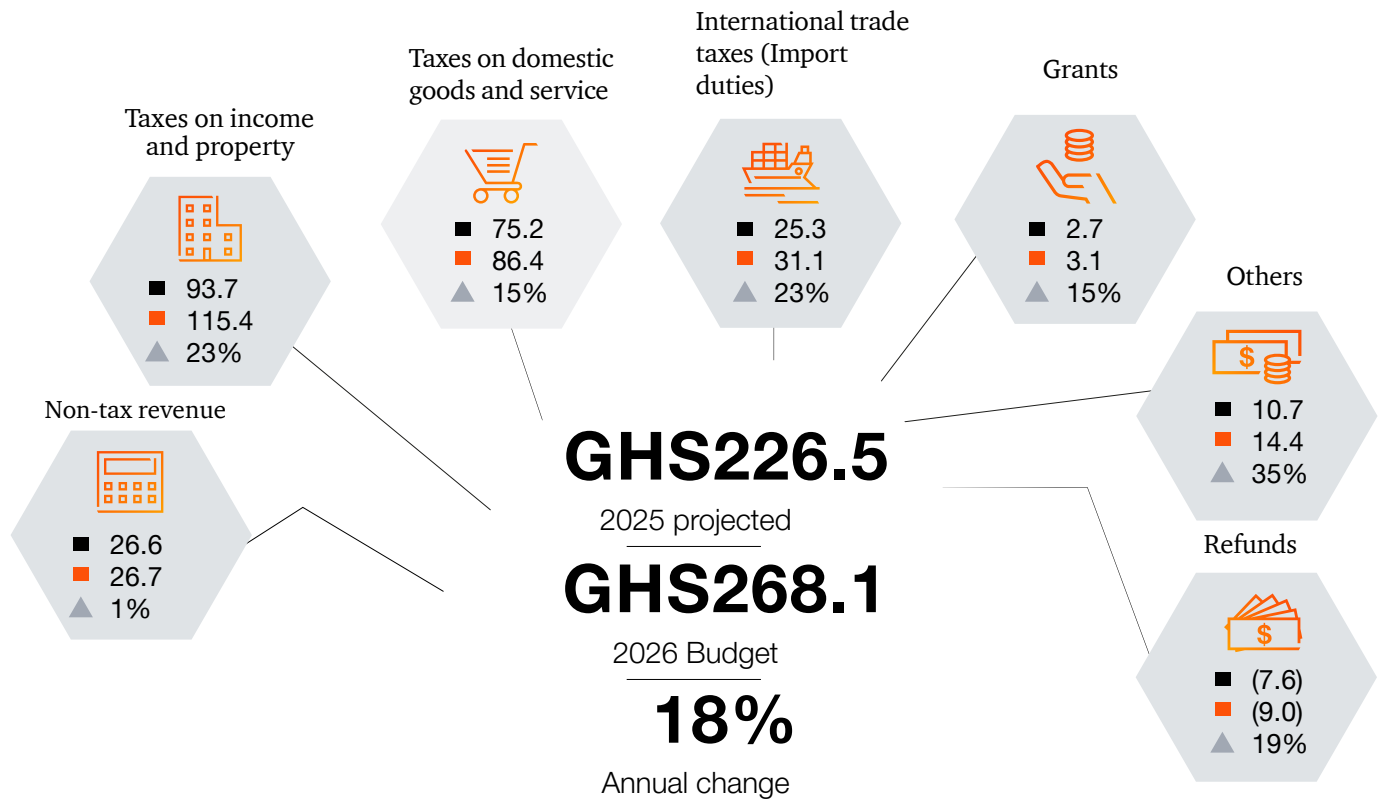 International trade
taxes (Import
duties)
25.3
31.1
23%
Taxes on domestic
goods and service
75.2
86.4
15%
Grants
2.7
3.1
15%
Taxes on income
and property
93.7
115.4
23%
Others
$
10.7
14.4
35%
Non-tax revenue
26.6
26.7
1%
GHS226.5
2025 projected
GHS268.1
2026 Budget
18%
Annual change
Refunds
$
(7.6)
(9.0)
19%